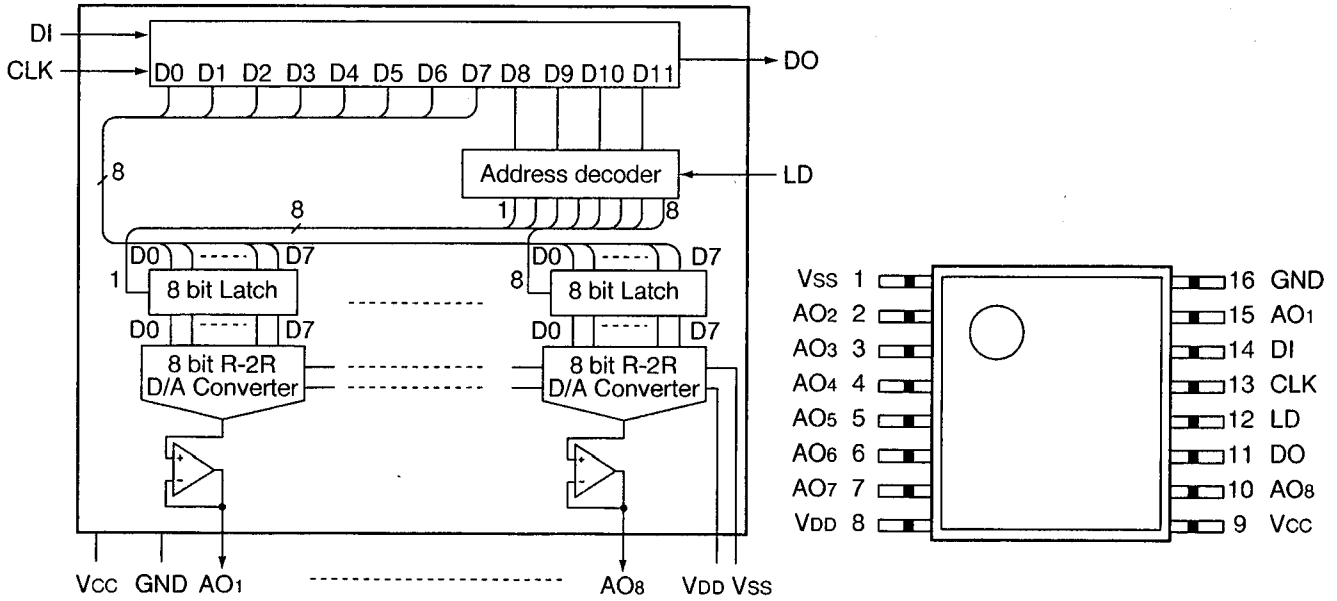 DI
CLK
D0 D1 D2 D3 D4 D5 D6 D7 D8 D9 D10 D11
DO
8
Address decoder
LD
8
1 8
D0 D7
D0 D7
1
8 bit Latch
8
8 bit Latch
D0 D7
D0 D7
8 bit R-2R
D/A Converter
8 bit R-2R
D/A Converter
+
-
+
-
VCC GND AO1 AO8 VDD VSS
VSS 1
AO2 2
AO3 3
AO4 4
AO5 5
AO6 6
AO7 7
VDD 8
16 GND
15 AO1
14 DI
13 CLK
12 LD
11 DO
10 AO8
9 VCC